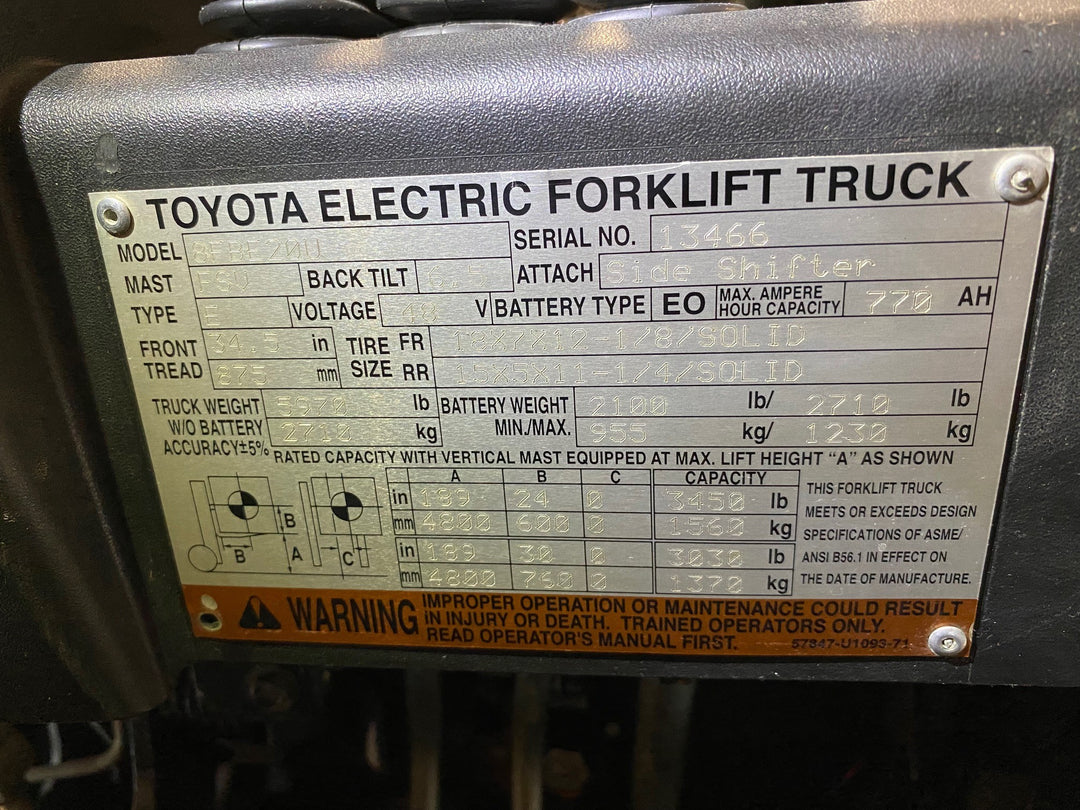 TOYOTA ELECTRIC FORKLIFT TRUCK
MODEL 8FBE20U SERIAL NO. 13466
MAST FSV BACK TILT 6.5 ATTACH Side Shifter
TYPE E VOLTAGE 48 V BATTERY TYPE EO MAX. AMPERE HOUR CAPACITY 770 AH
FRONT TREAD 34.5 in TIRE SIZE FR 18X7X12-1/8/SOLID
875 mm RR 15X5X11-1/4/SOLID
TRUCK WEIGHT 5970 lb BATTERY WEIGHT 2100 lb/ 2710 lb
W/O BATTERY 2710 kg MIN./MAX. 955 kg/ 1230 kg
ACCURACY±5%
RATED CAPACITY WITH VERTICAL MAST EQUIPPED AT MAX. LIFT HEIGHT "A" AS SHOWN
A B C CAPACITY
in 189 24 0 3450 lb
mm 4800 600 0 1560 kg
in 189 30 0 3030 lb
mm 4800 760 0 1370 kg
B
B A C
THIS FORKLIFT TRUCK
MEETS OR EXCEEDS DESIGN
SPECIFICATIONS OF ASME/
ANSI B56.1 IN EFFECT ON
THE DATE OF MANUFACTURE.
WARNING
IMPROPER OPERATION OR MAINTENANCE COULD RESULT
IN INJURY OR DEATH. TRAINED OPERATORS ONLY.
READ OPERATOR'S MANUAL FIRST.
57847-U1093-71